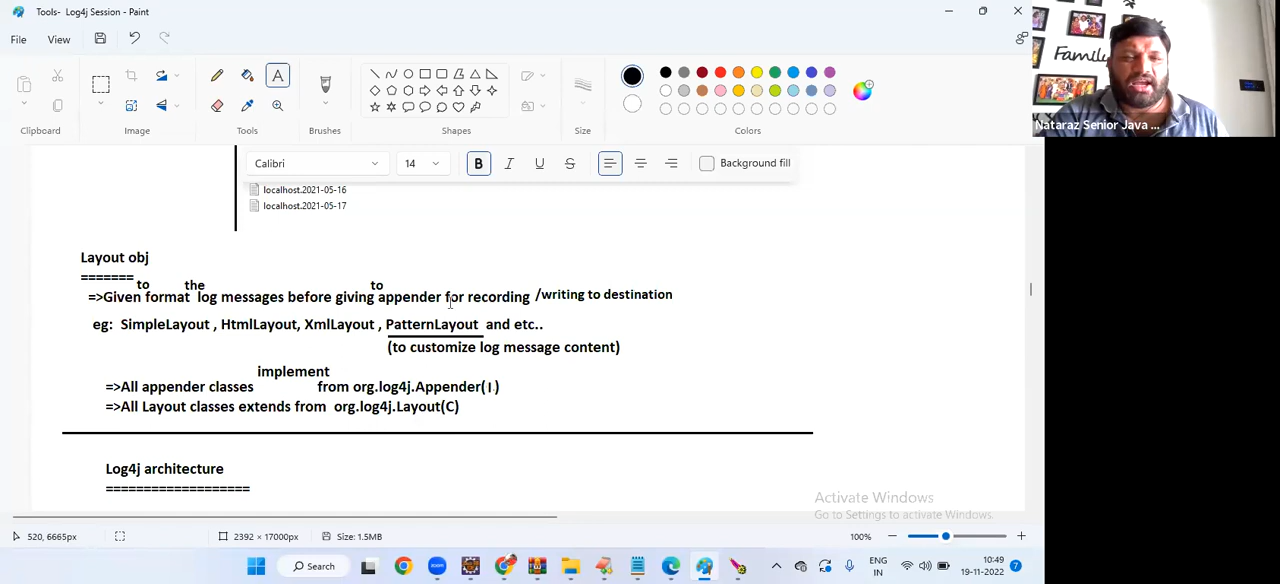 Tools- Log4j Session - Paint
File View
Clipboard Image Tools Brushes Shapes Size Colors
Calibri 14 B I U S Background fill
localhost.2021-05-16
localhost.2021-05-17
Layout obj
=======
to the to
=>Given format log messages before giving appender for recording /writing to destination
eg: SimpleLayout , HtmlLayout, XmlLayout , PatternLayout and etc..
(to customize log message content)
implement
=>All appender classes from org.log4j.Appender(I)
=>All Layout classes extends from org.log4j.Layout(C)
Log4j architecture
===================
Activate Windows
Go to Settings to activate Windows.
520, 6665px 2392 × 17000px Size: 1.5MB 100%
Search zoom ENG IN 10:49 19-11-2022 7
Family
Nataraz Senior Java ...